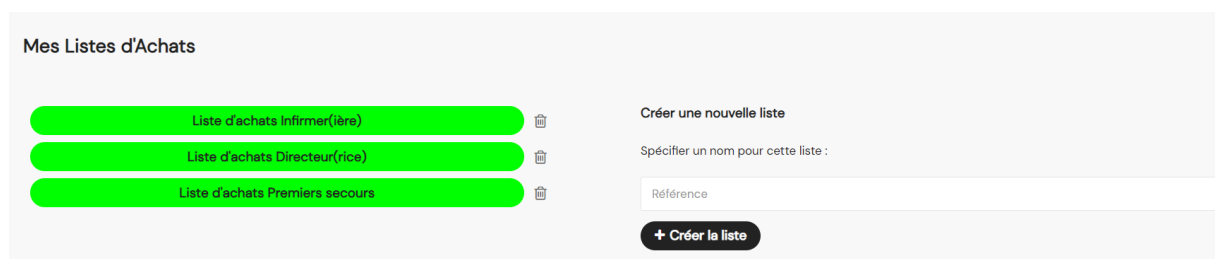 Mes Listes d'Achats
Liste d'achats Infirmer(ière)
Liste d'achats Directeur(rice)
Liste d'achats Premiers secours
Créer une nouvelle liste
Spécifier un nom pour cette liste :
Référence
+ Créer la liste